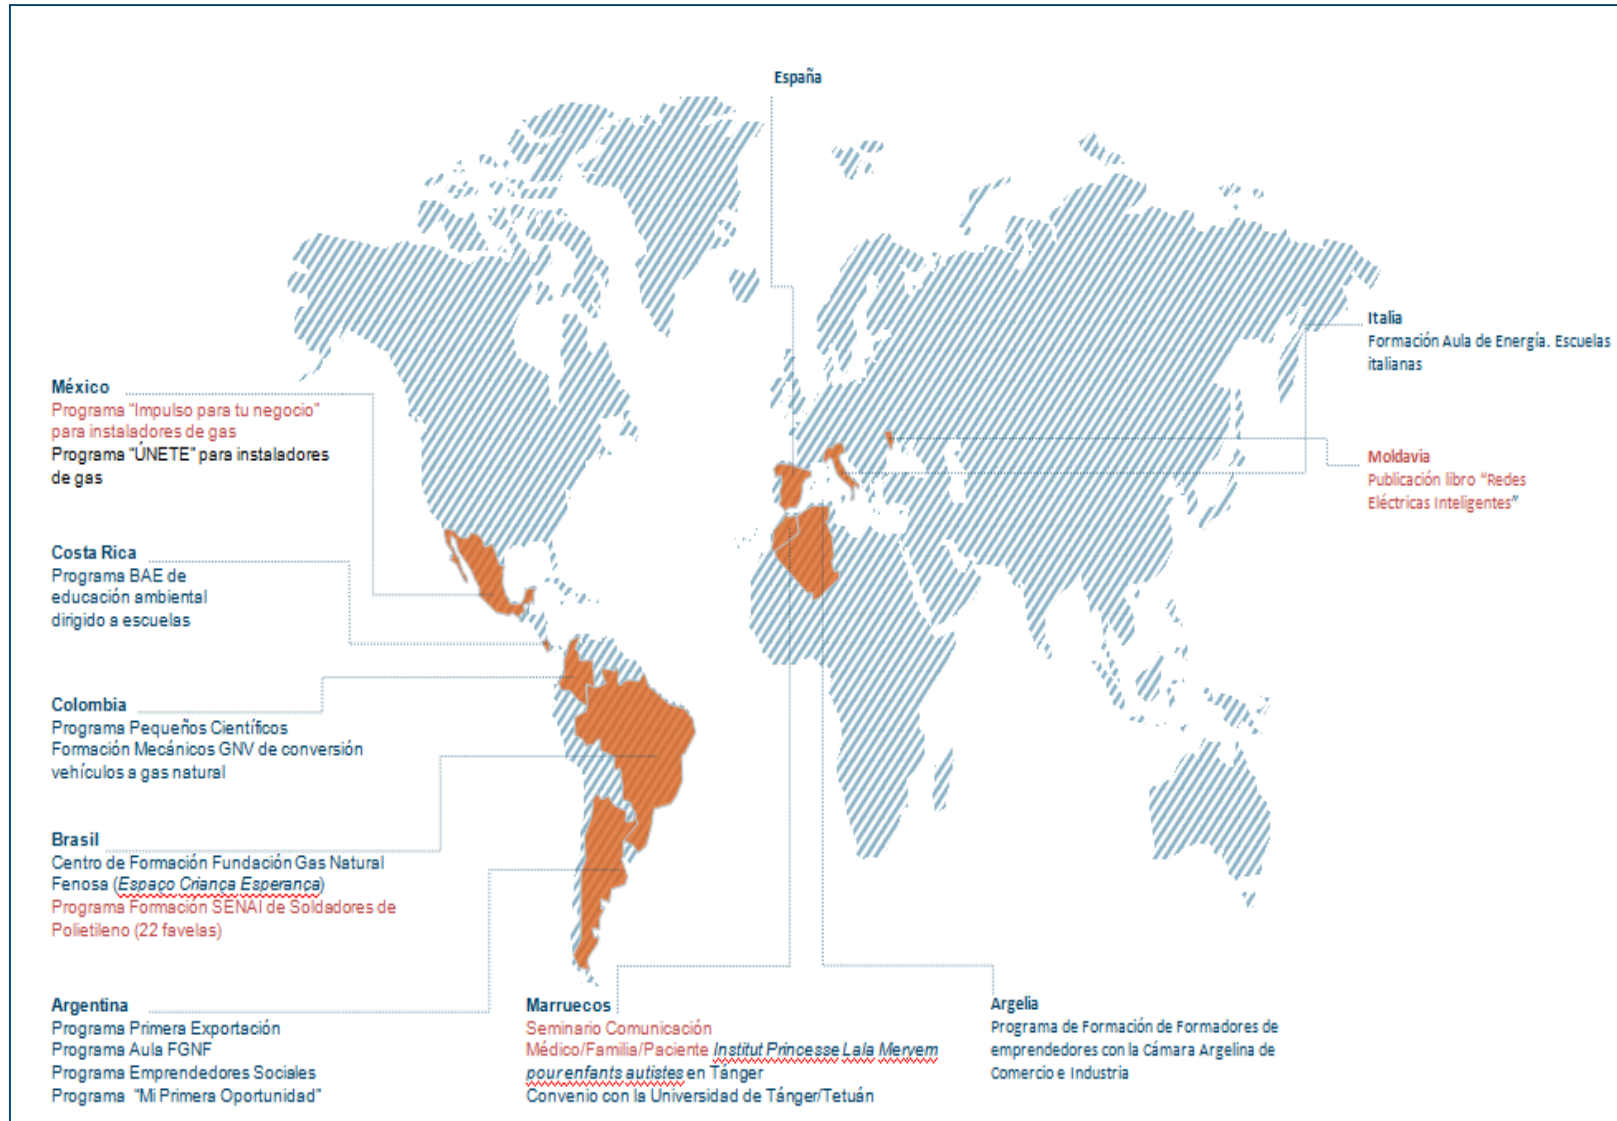 España
México
Programa "Impulso para tu negocio"
para instaladores de gas
Programa "ÚNETE" para instaladores
de gas
Costa Rica
Programa BAE de
educación ambiental
dirigido a escuelas
Colombia
Programa Pequeños Científicos
Formación Mecánicos GNV de conversión
vehículos a gas natural
Brasil
Centro de Formación Fundación Gas Natural
Fenosa (Espaço Criança Esperança)
Programa Formación SENAI de Soldadores de
Polietileno (22 favelas)
Argentina
Programa Primera Exportación
Programa Aula FGNF
Programa Emprendedores Sociales
Programa "Mi Primera Oportunidad"
Marruecos
Seminario Comunicación
Médico/Familia/Paciente Institut Princesse Lala Meryem
pour enfants autistes en Tánger
Convenio con la Universidad de Tánger/Tetuán
Argelia
Programa de Formación de Formadores de
emprendedores con la Cámara Argelina de
Comercio e Industria
Italia
Formación Aula de Energía. Escuelas
italianas
Moldavia
Publicación libro "Redes
Eléctricas Inteligentes"